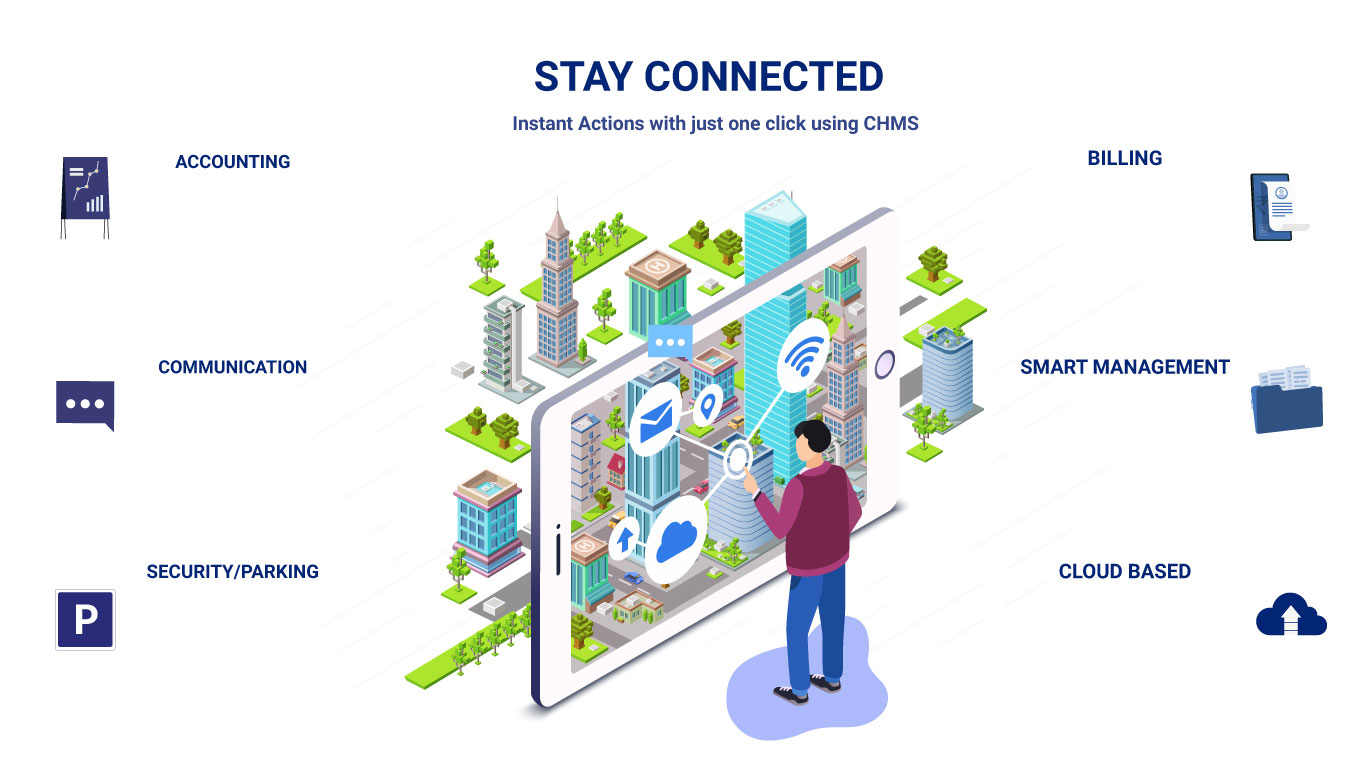 STAY CONNECTED
Instant Actions with just one click using CHMS
ACCOUNTING
BILLING
COMMUNICATION
SMART MANAGEMENT
SECURITY/PARKING
P
CLOUD BASED
H
H